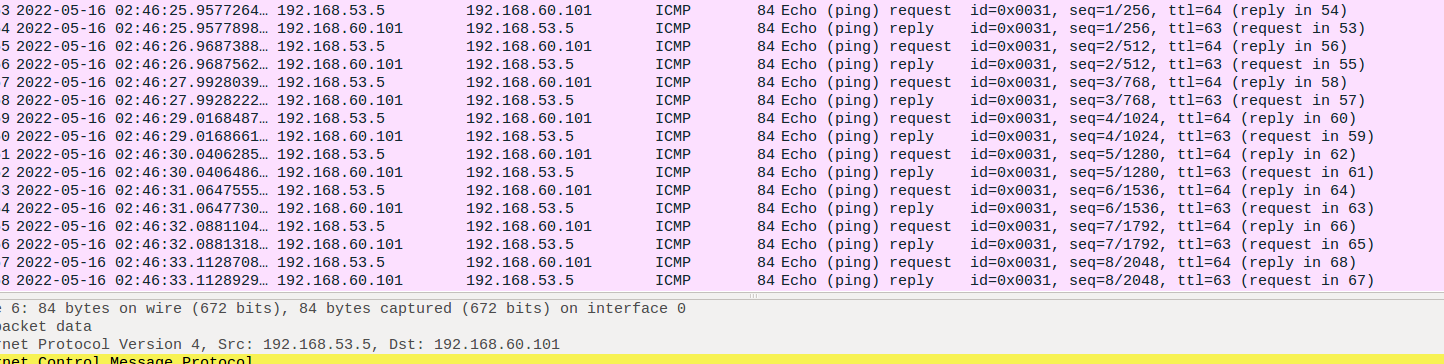 3 2022-05-16 02:46:25.9577264… 192.168.53.5 192.168.60.101 ICMP 84 Echo (ping) request id=0x0031, seq=1/256, ttl=64 (reply in 54)
4 2022-05-16 02:46:25.9577898… 192.168.60.101 192.168.53.5 ICMP 84 Echo (ping) reply id=0x0031, seq=1/256, ttl=63 (request in 53)
5 2022-05-16 02:46:26.9687388… 192.168.53.5 192.168.60.101 ICMP 84 Echo (ping) request id=0x0031, seq=2/512, ttl=64 (reply in 56)
6 2022-05-16 02:46:26.9687562… 192.168.60.101 192.168.53.5 ICMP 84 Echo (ping) reply id=0x0031, seq=2/512, ttl=63 (request in 55)
7 2022-05-16 02:46:27.9928039… 192.168.53.5 192.168.60.101 ICMP 84 Echo (ping) request id=0x0031, seq=3/768, ttl=64 (reply in 58)
8 2022-05-16 02:46:27.9928222… 192.168.60.101 192.168.53.5 ICMP 84 Echo (ping) reply id=0x0031, seq=3/768, ttl=63 (request in 57)
9 2022-05-16 02:46:29.0168487… 192.168.53.5 192.168.60.101 ICMP 84 Echo (ping) request id=0x0031, seq=4/1024, ttl=64 (reply in 60)
0 2022-05-16 02:46:29.0168661… 192.168.60.101 192.168.53.5 ICMP 84 Echo (ping) reply id=0x0031, seq=4/1024, ttl=63 (request in 59)
1 2022-05-16 02:46:30.0406285… 192.168.53.5 192.168.60.101 ICMP 84 Echo (ping) request id=0x0031, seq=5/1280, ttl=64 (reply in 62)
2 2022-05-16 02:46:30.0406486… 192.168.60.101 192.168.53.5 ICMP 84 Echo (ping) reply id=0x0031, seq=5/1280, ttl=63 (request in 61)
3 2022-05-16 02:46:31.0647555… 192.168.53.5 192.168.60.101 ICMP 84 Echo (ping) request id=0x0031, seq=6/1536, ttl=64 (reply in 64)
4 2022-05-16 02:46:31.0647730… 192.168.60.101 192.168.53.5 ICMP 84 Echo (ping) reply id=0x0031, seq=6/1536, ttl=63 (request in 63)
5 2022-05-16 02:46:32.0881104… 192.168.53.5 192.168.60.101 ICMP 84 Echo (ping) request id=0x0031, seq=7/1792, ttl=64 (reply in 66)
6 2022-05-16 02:46:32.0881318… 192.168.60.101 192.168.53.5 ICMP 84 Echo (ping) reply id=0x0031, seq=7/1792, ttl=63 (request in 65)
7 2022-05-16 02:46:33.1128708… 192.168.53.5 192.168.60.101 ICMP 84 Echo (ping) request id=0x0031, seq=8/2048, ttl=64 (reply in 68)
8 2022-05-16 02:46:33.1128929… 192.168.60.101 192.168.53.5 ICMP 84 Echo (ping) reply id=0x0031, seq=8/2048, ttl=63 (request in 67)
e 6: 84 bytes on wire (672 bits), 84 bytes captured (672 bits) on interface 0
packet data
rnet Protocol Version 4, Src: 192.168.53.5, Dst: 192.168.60.101
rnet Control Message Protocol